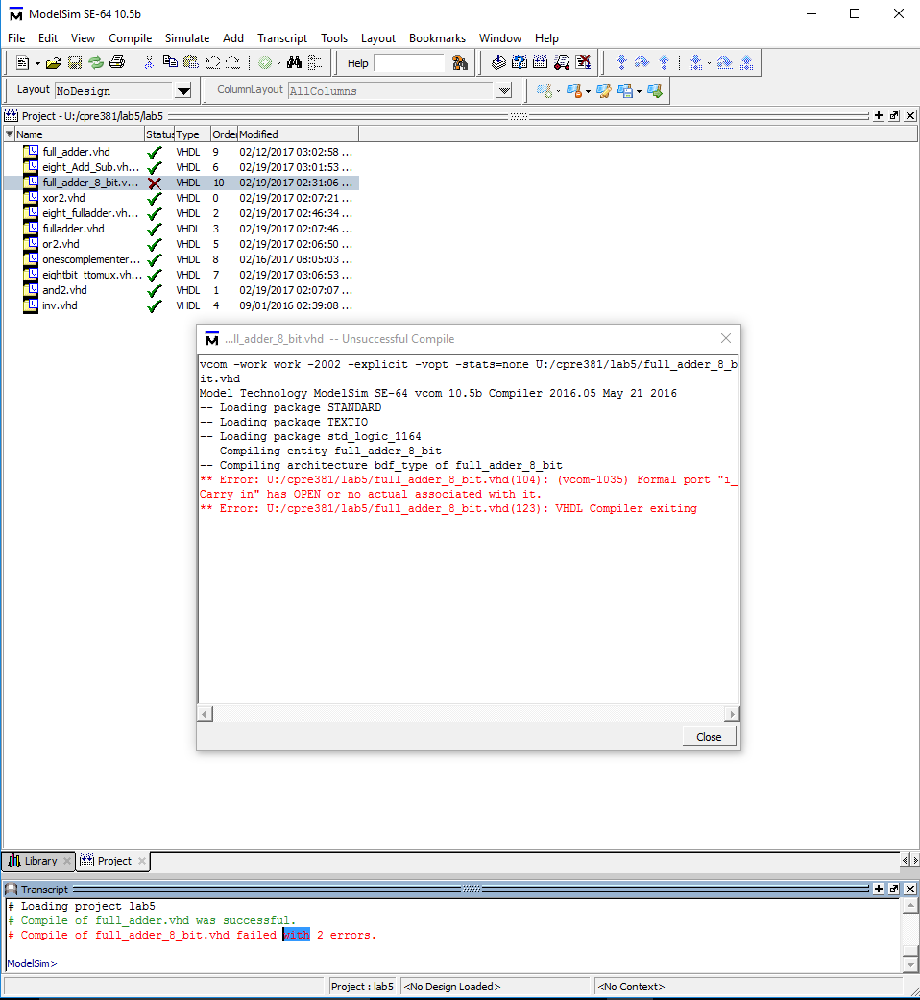 ModelSim SE-64 10.5b
File Edit View Compile Simulate Add Transcript Tools Layout Bookmarks Window Help
Help
Layout NoDesign ColumnLayout AllColumns
Project - U:/cpre381/lab5/lab5
Name Status Type Order Modified
full_adder.vhd VHDL 9 02/12/2017 03:02:58 ...
eight_Add_Sub.vh... VHDL 6 02/19/2017 03:01:53 ...
full_adder_8_bit.v... VHDL 10 02/19/2017 02:31:06 ...
xor2.vhd VHDL 0 02/19/2017 02:07:21 ...
eight_fulladder.vh... VHDL 2 02/19/2017 02:46:34 ...
fulladder.vhd VHDL 3 02/19/2017 02:07:46 ...
or2.vhd VHDL 5 02/19/2017 02:06:50 ...
onescomplementer... VHDL 8 02/16/2017 08:05:03 ...
eightbit_ttomux.vh... VHDL 7 02/19/2017 03:06:53 ...
and2.vhd VHDL 1 02/19/2017 02:07:07 ...
inv.vhd VHDL 4 09/01/2016 02:39:08 ...
...ll_adder_8_bit.vhd -- Unsuccessful Compile
vcom -work work -2002 -explicit -vopt -stats=none U:/cpre381/lab5/full_adder_8_b
it.vhd
Model Technology ModelSim SE-64 vcom 10.5b Compiler 2016.05 May 21 2016
-- Loading package STANDARD
-- Loading package TEXTIO
-- Loading package std_logic_1164
-- Compiling entity full_adder_8_bit
-- Compiling architecture bdf_type of full_adder_8_bit
** Error: U:/cpre381/lab5/full_adder_8_bit.vhd(104): (vcom-1035) Formal port "i_
Carry_in" has OPEN or no actual associated with it.
** Error: U:/cpre381/lab5/full_adder_8_bit.vhd(123): VHDL Compiler exiting
Close
Library Project
Transcript
# Loading project lab5
# Compile of full_adder.vhd was successful.
# Compile of full_adder_8_bit.vhd failed with 2 errors.
ModelSim>
Project : lab5 <No Design Loaded> <No Context>